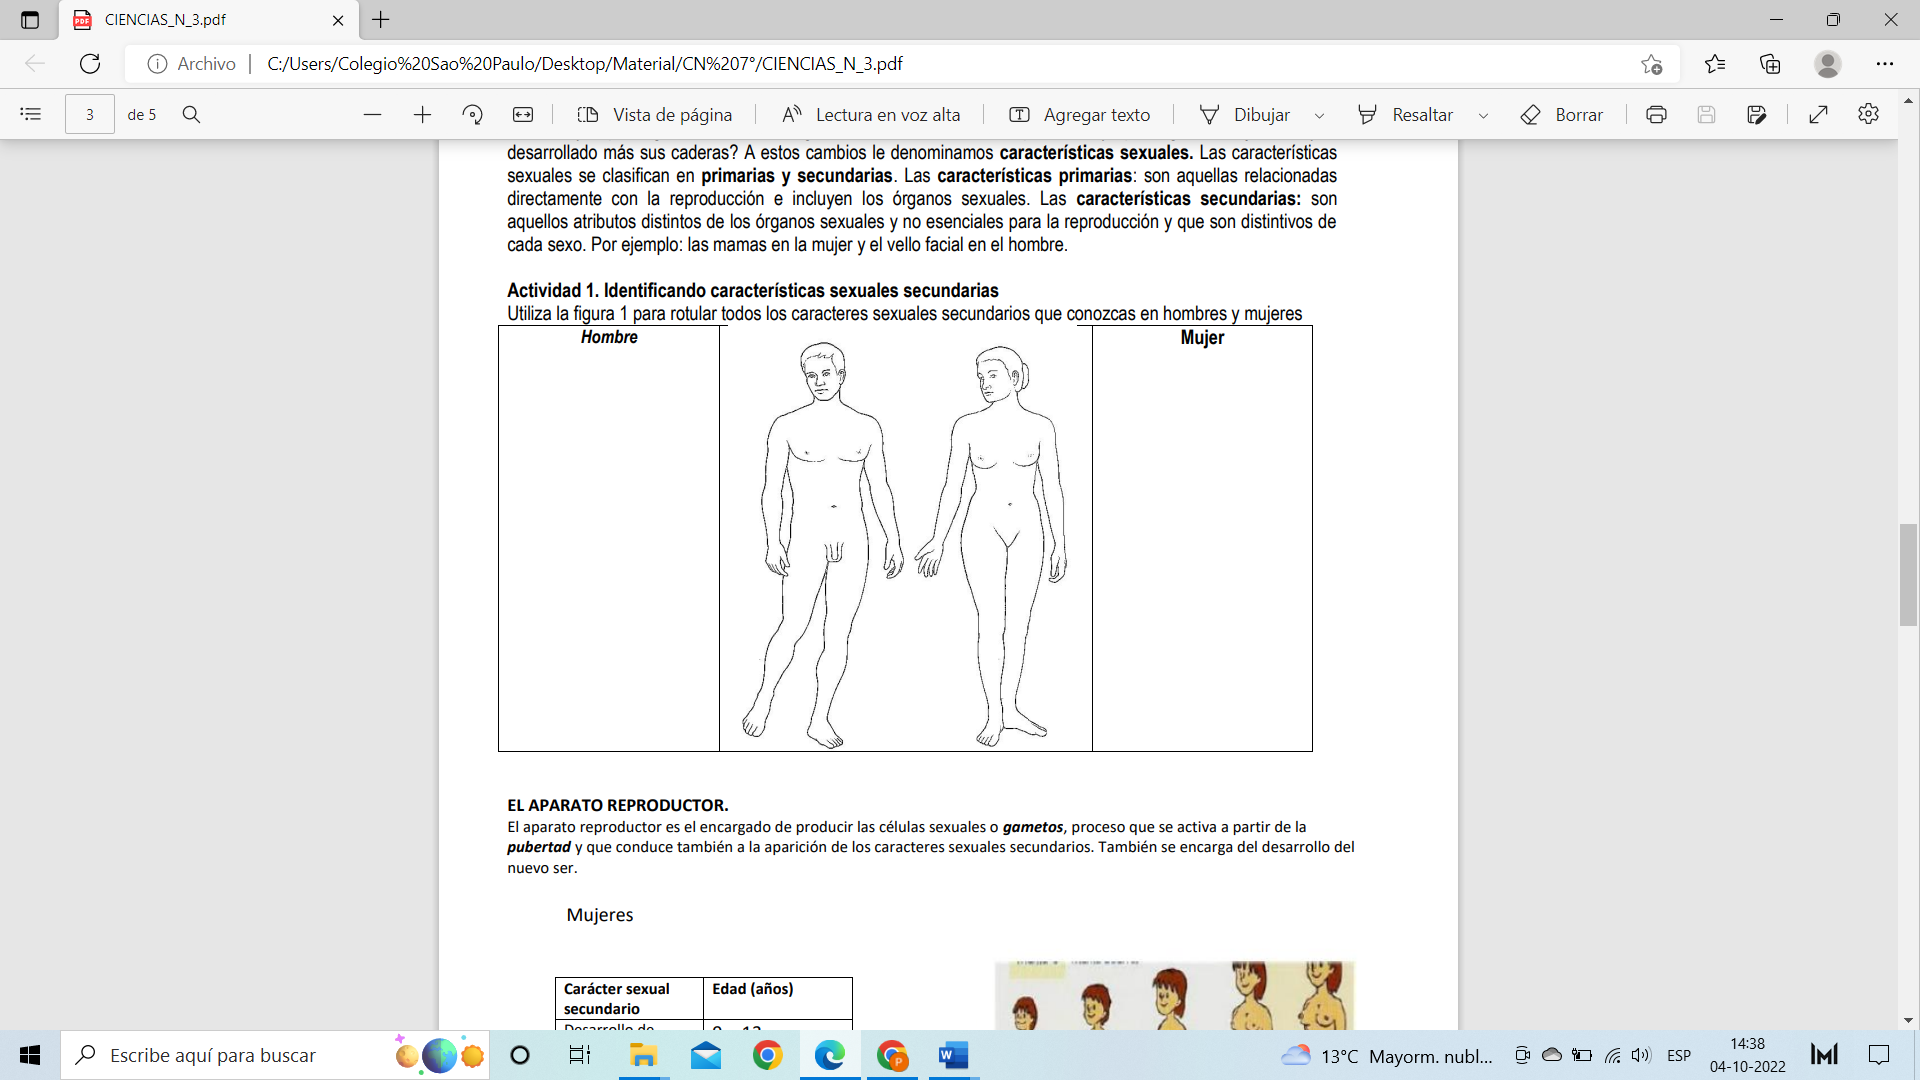 CIENCIAS_N_3.pdf
Archivo | C:/Users/Colegio%20Sao%20Paulo/Desktop/Material/CN%207°/CIENCIAS_N_3.pdf
3 de 5 Vista de página Lectura en voz alta Agregar texto Dibujar Resaltar Borrar
desarrollado más sus caderas? A estos cambios le denominamos características sexuales. Las características
sexuales se clasifican en primarias y secundarias. Las características primarias: son aquellas relacionadas
directamente con la reproducción e incluyen los órganos sexuales. Las características secundarias: son
aquellos atributos distintos de los órganos sexuales y no esenciales para la reproducción y que son distintivos de
cada sexo. Por ejemplo: las mamas en la mujer y el vello facial en el hombre.
Actividad 1. Identificando características sexuales secundarias
Utiliza la figura 1 para rotular todos los caracteres sexuales secundarios que conozcas en hombres y mujeres
Hombre Mujer
EL APARATO REPRODUCTOR.
El aparato reproductor es el encargado de producir las células sexuales o gametos, proceso que se activa a partir de la
pubertad y que conduce también a la aparición de los caracteres sexuales secundarios. También se encarga del desarrollo del
nuevo ser.
Mujeres
Carácter sexual Edad (años)
secundario
Desarrollo de
Escribe aquí para buscar
13°C Mayorm. nubl... ESP
14:38
04-10-2022